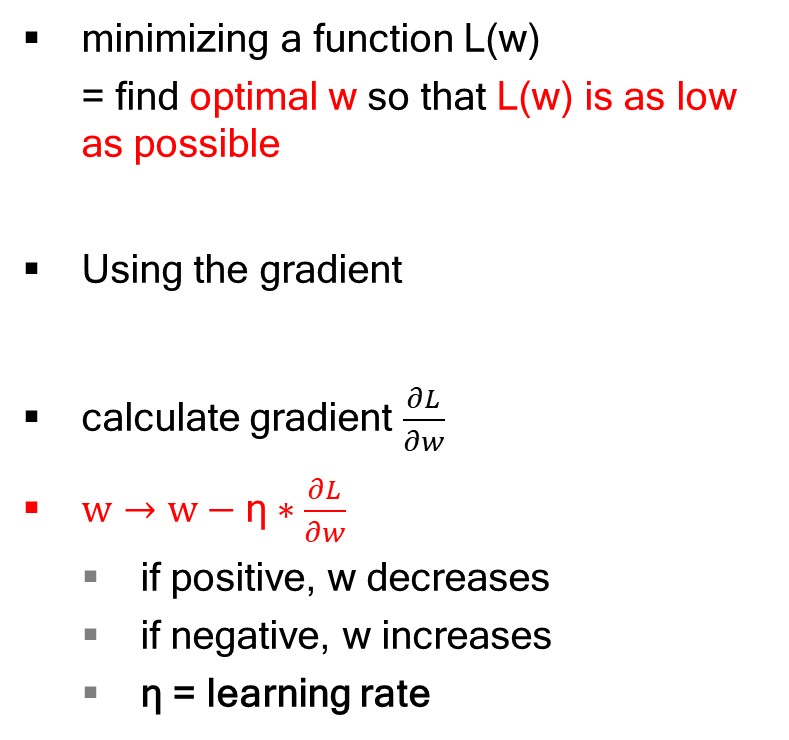 ▪ minimizing a function L(w)
= find optimal w so that L(w) is as low
as possible
▪ Using the gradient
▪ calculate gradient ∂L/∂w
▪ w → w − η * ∂L/∂w
▪ if positive, w decreases
▪ if negative, w increases
▪ η = learning rate